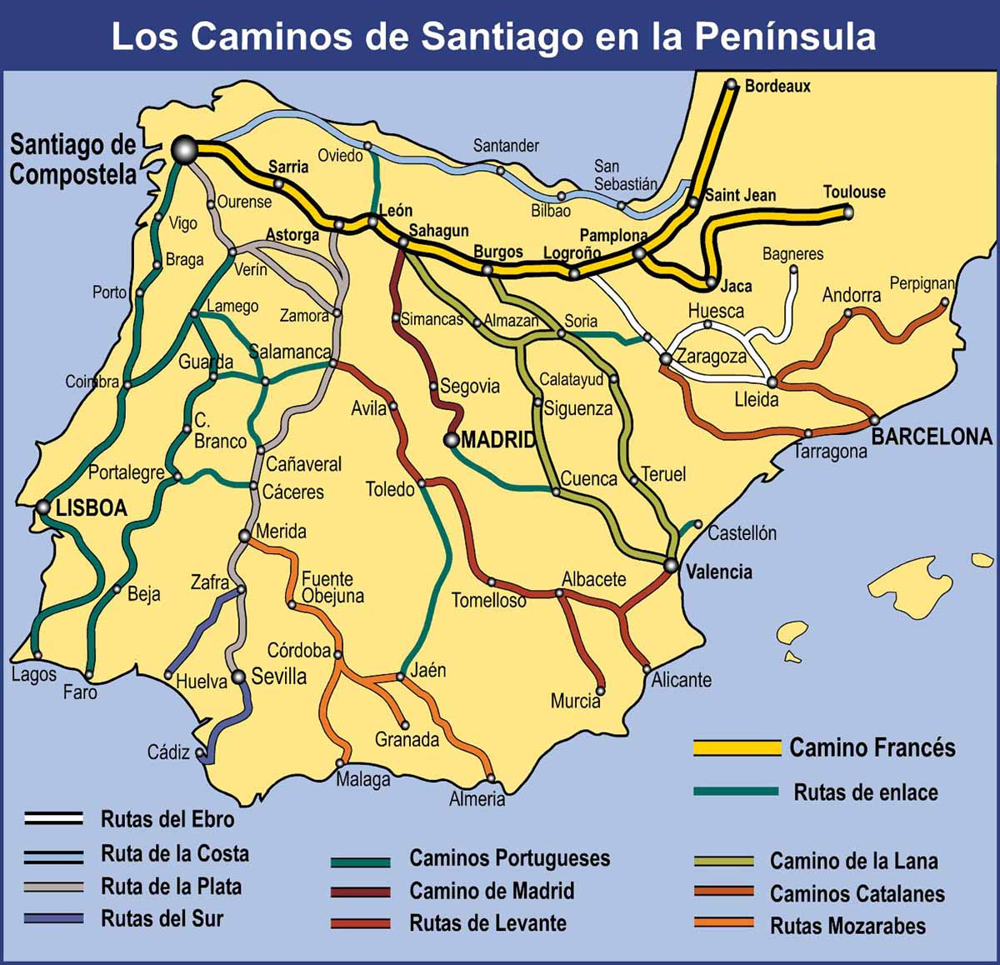 Los Caminos de Santiago en la Península
Bordeaux
Santiago de
Compostela
Oviedo
Santander
San
Sebastián
Bilbao
Sarria
Ourense
Saint Jean
Toulouse
León
Vigo
Astorga
Sahagun
Pamplona
Burgos
Logroño
Bagneres
Braga
Verín
Jaca
Perpignan
Porto
Andorra
Lamego
Zamora
Simancas
Almazan
Soria
Huesca
Salamanca
Guarda
Zaragoza
Coimbra
Segovia
Calatayud
Lleida
Avila
Siguenza
C.
Branco
MADRID
BARCELONA
Tarragona
Cañaveral
Portalegre
Cáceres
Toledo
Cuenca
Teruel
LISBOA
Merida
Castellón
Zafra
Fuente
Obejuna
Albacete
Valencia
Beja
Tomelloso
Córdoba
Lagos
Faro
Huelva
Sevilla
Jaén
Alicante
Murcia
Granada
Cádiz
Malaga
Almeria
Camino Francés
Rutas de enlace
Rutas del Ebro
Ruta de la Costa
Ruta de la Plata
Rutas del Sur
Caminos Portugueses
Camino de Madrid
Rutas de Levante
Camino de la Lana
Caminos Catalanes
Rutas Mozarabes